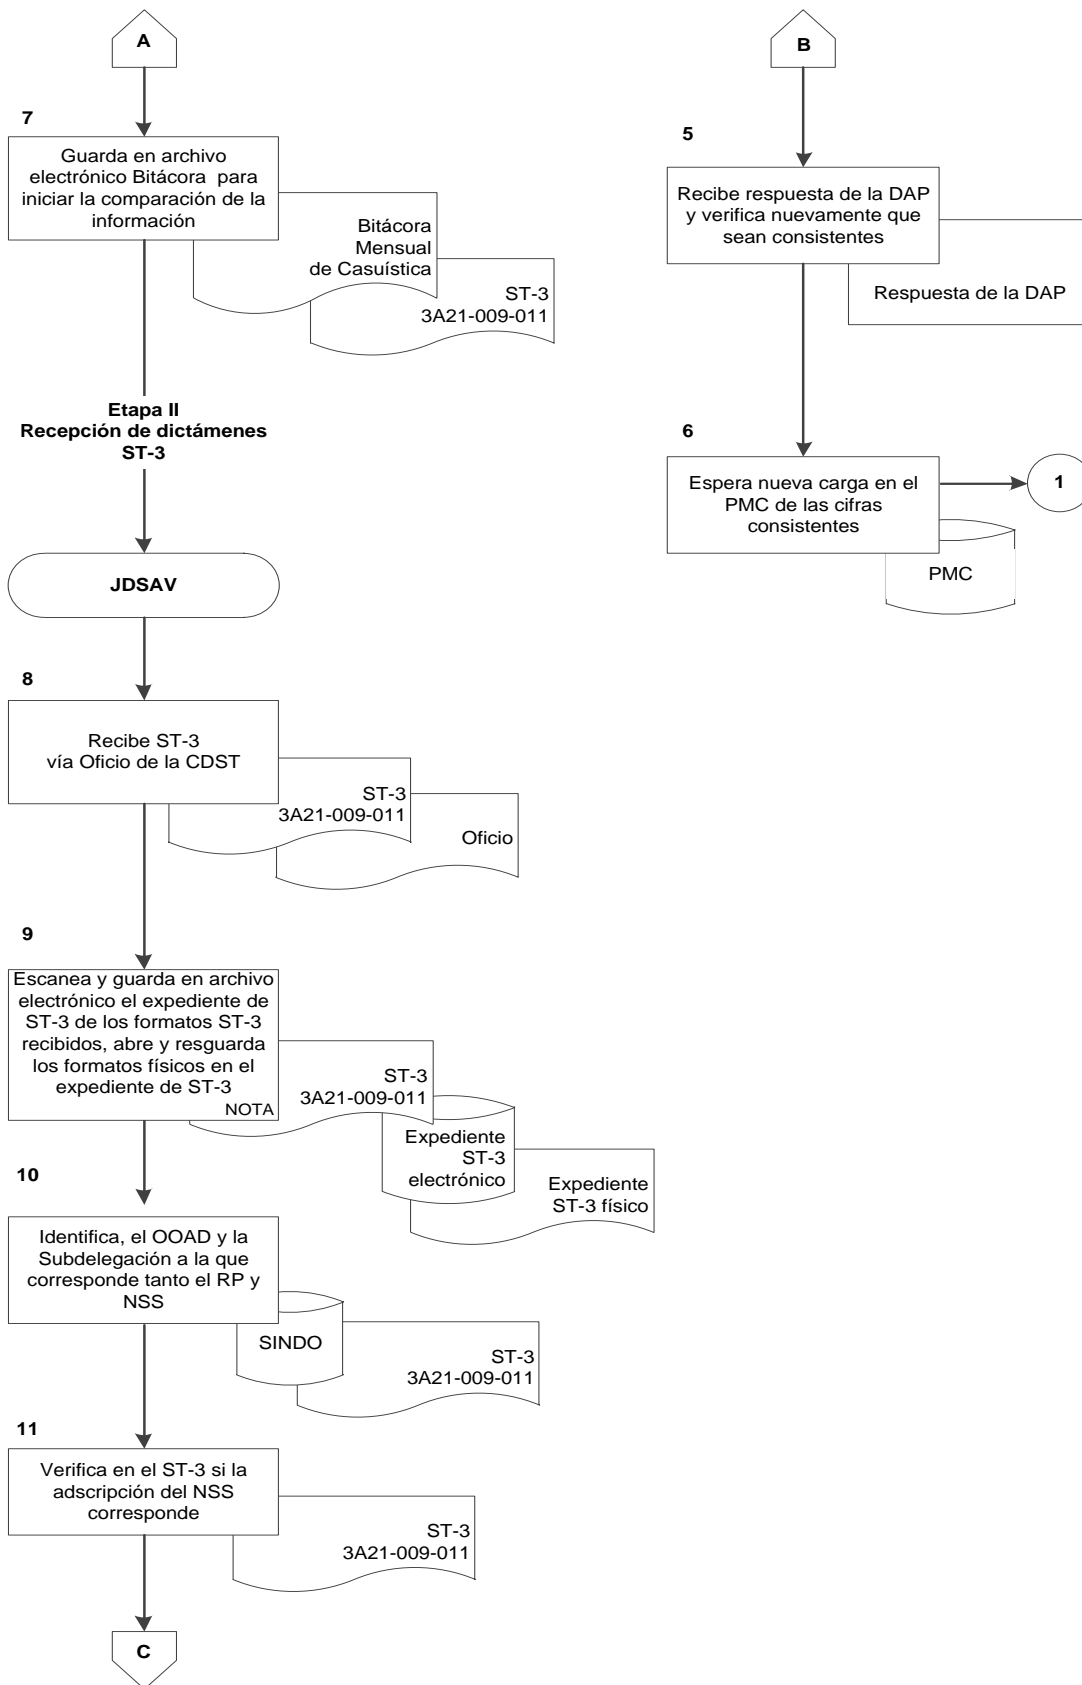 A
7
Guarda en archivo
electrónico Bitácora para
iniciar la comparación de la
información
Bitácora
Mensual
de Casuística
ST-3
3A21-009-011
Etapa II
Recepción de dictámenes
ST-3
JDSAV
8
Recibe ST-3
vía Oficio de la CDST
ST-3
3A21-009-011
Oficio
9
Escanea y guarda en archivo
electrónico el expediente de
ST-3 de los formatos ST-3
recibidos, abre y resguarda
los formatos físicos en el
expediente de ST-3
NOTA
ST-3
3A21-009-011
Expediente
ST-3
electrónico
Expediente
ST-3 físico
10
Identifica, el OOAD y la
Subdelegación a la que
corresponde tanto el RP y
NSS
SINDO
ST-3
3A21-009-011
11
Verifica en el ST-3 si la
adscripción del NSS
corresponde
ST-3
3A21-009-011
C
B
5
Recibe respuesta de la DAP
y verifica nuevamente que
sean consistentes
Respuesta de la DAP
6
Espera nueva carga en el
PMC de las cifras
consistentes
1
PMC